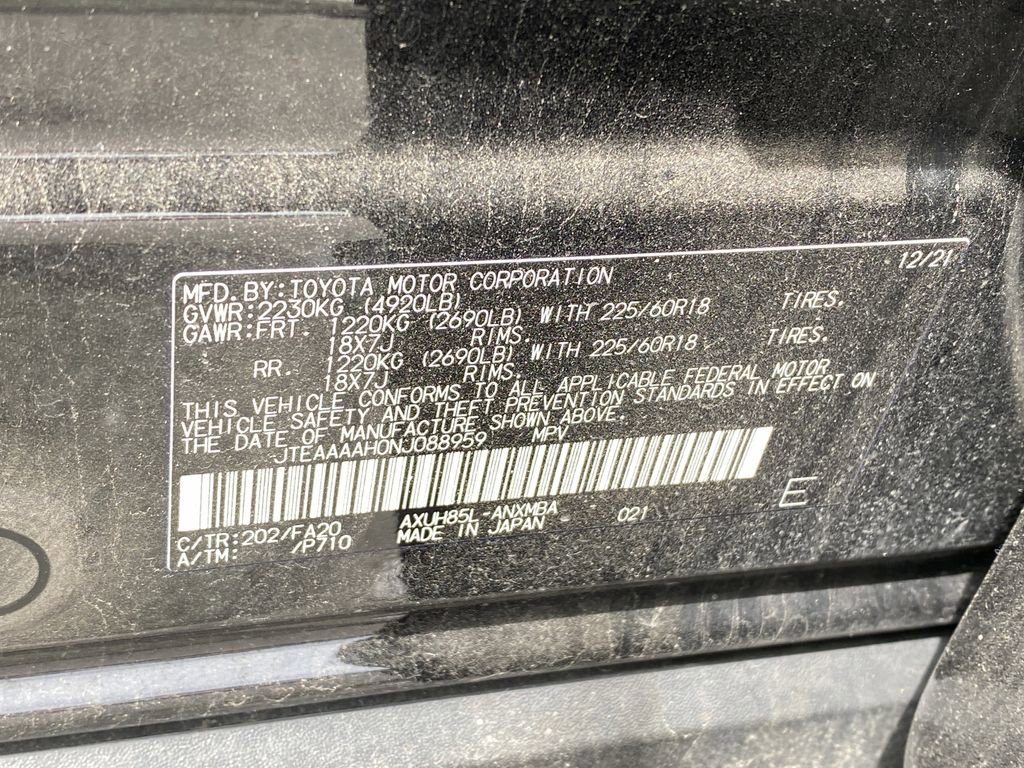 12/21
MFD.BY:TOYOTA MOTOR CORPORATION
GVWR:2230KG (4920LB)
GAWR:FRT. 1220KG (2690LB) WITH 225/60R18 TIRES.
18X7J RIMS.
RR. 1220KG (2690LB) WITH 225/60R18 TIRES.
18X7J RIMS.
THIS VEHICLE CONFORMS TO ALL APPLICABLE FEDERAL MOTOR
VEHICLE SAFETY AND THEFT PREVENTION STANDARDS IN EFFECT ON
THE DATE OF MANUFACTURE SHOWN ABOVE.
JTEAAAAH0NJ088959 MPV
E
C/TR:202/FA20 AXUH85L-ANXMBA 021
A/TM: /P710 MADE IN JAPAN